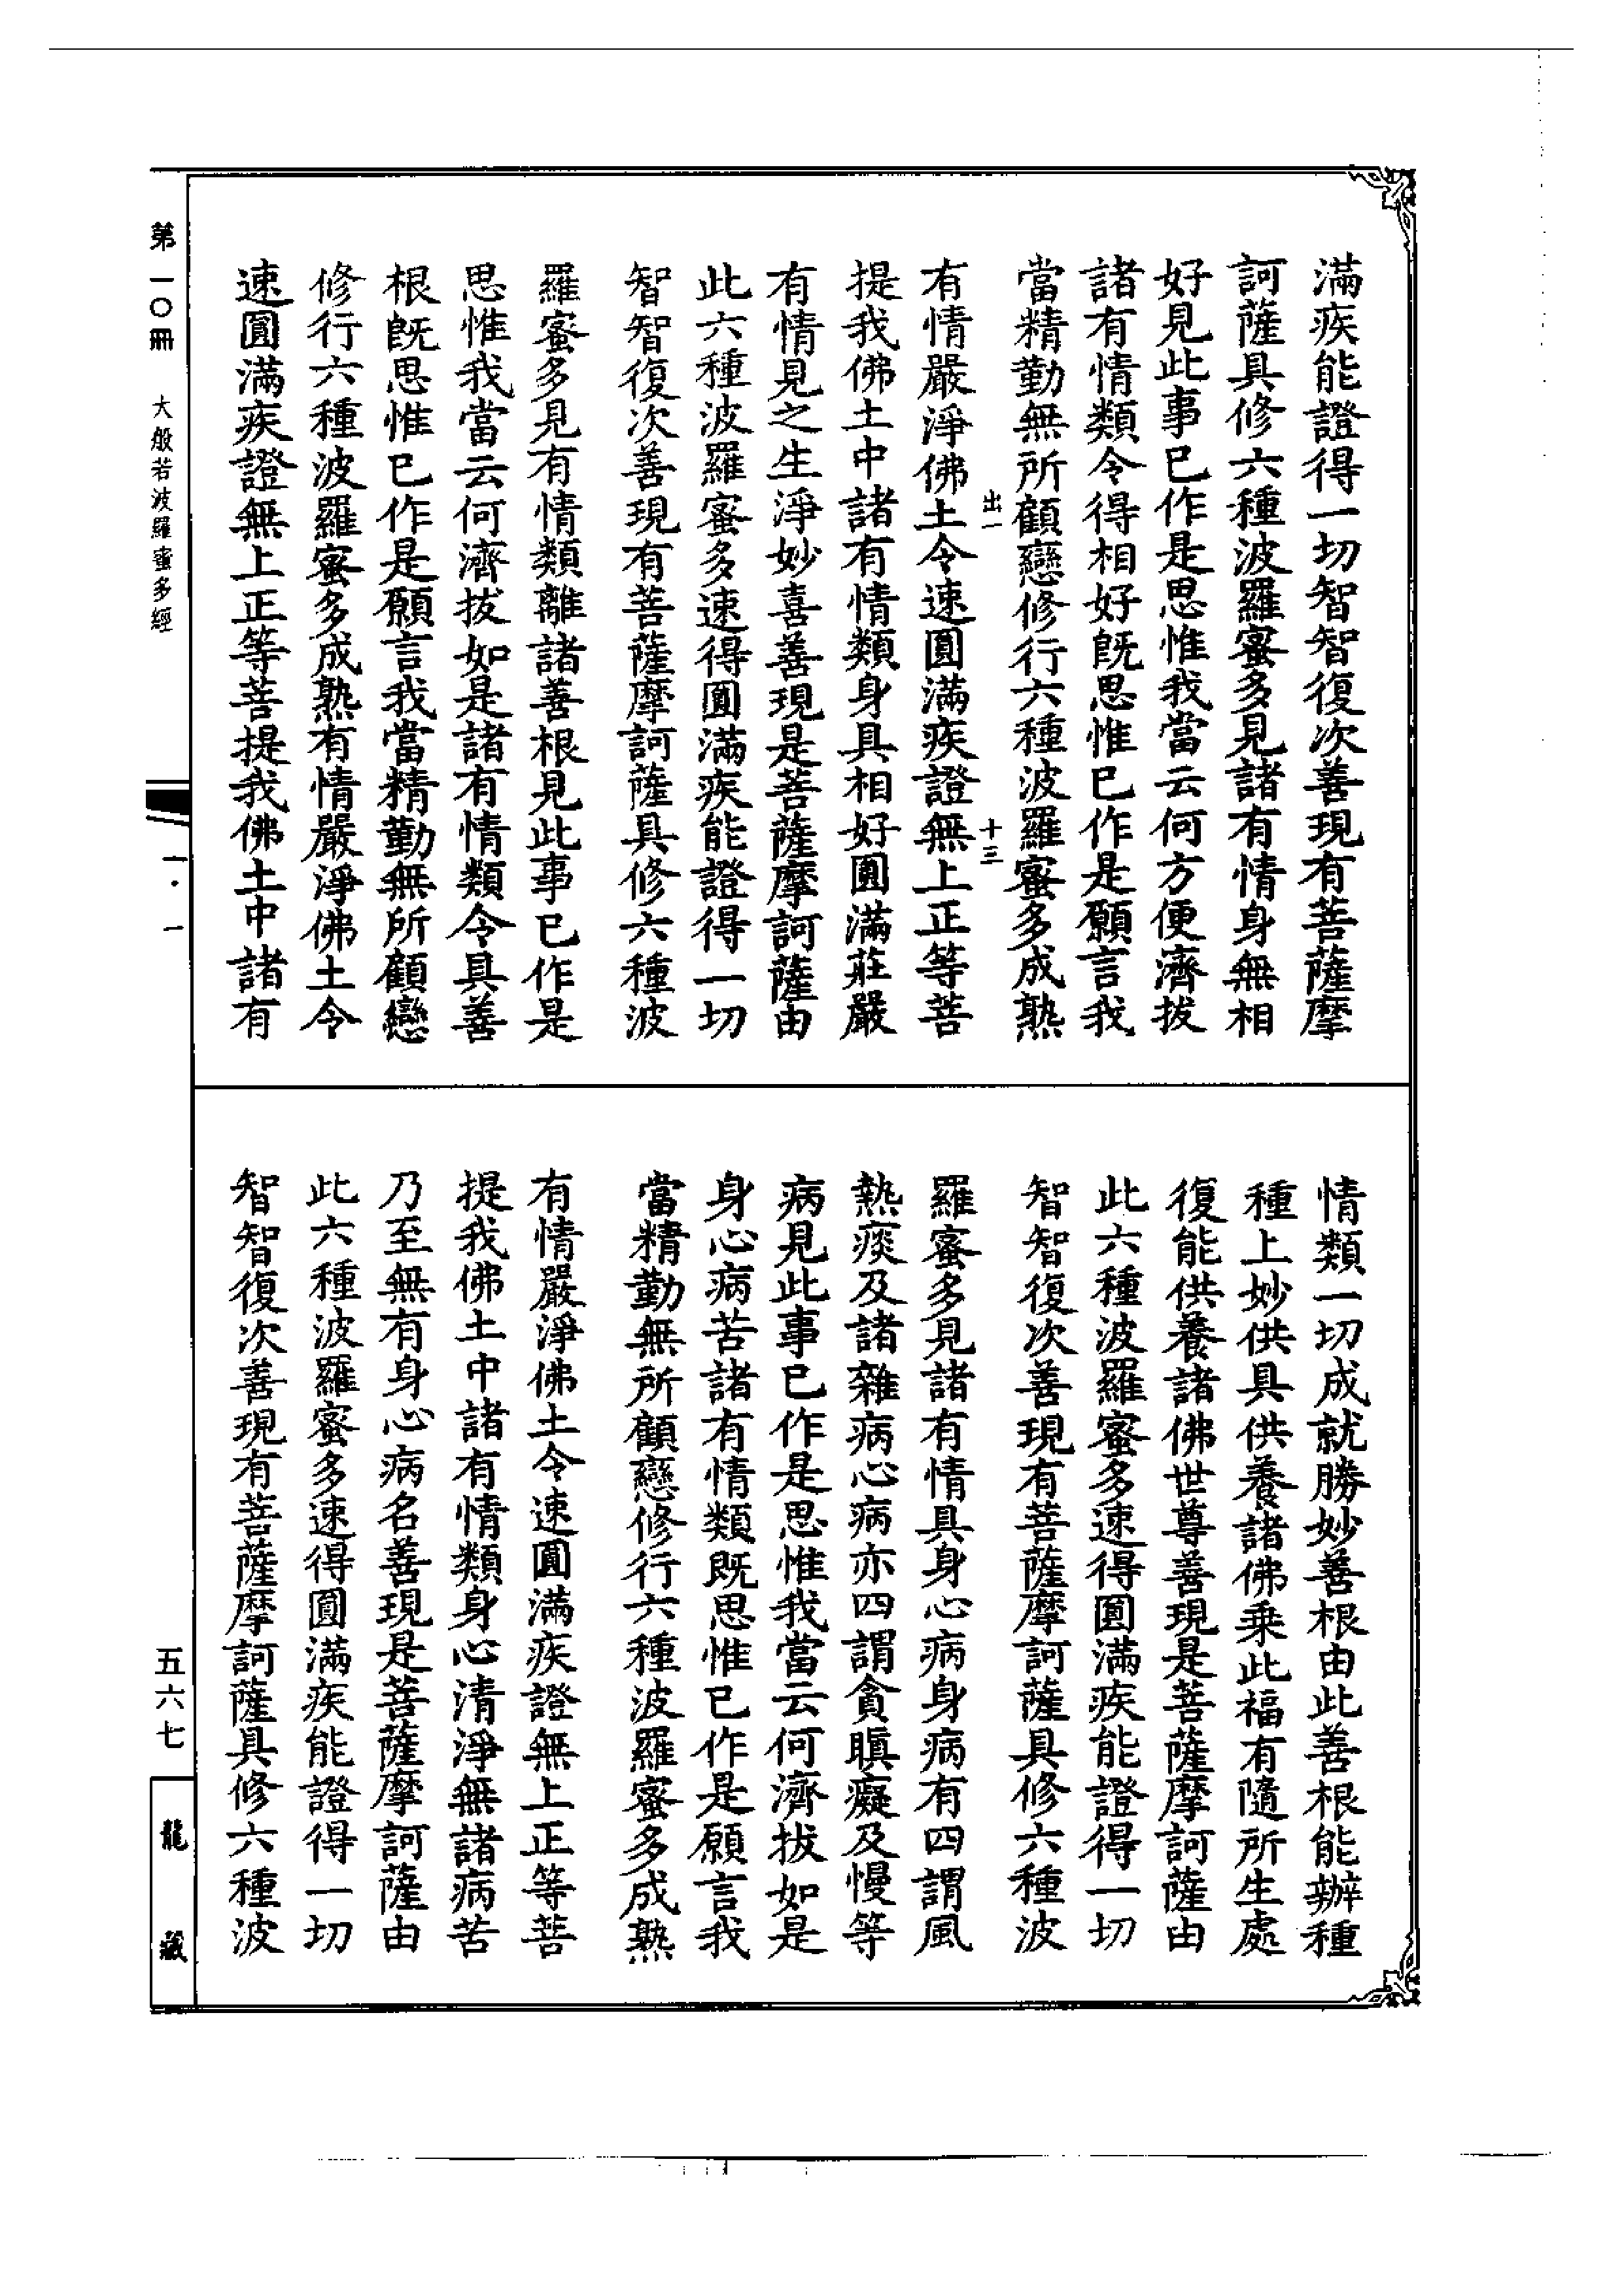 滿疾能證得一切智智復次善現有菩薩摩
訶薩具修六種波羅蜜多見諸有情身無相
好見此事已作是思惟我當云何方便濟拔
諸有情類令得相好既思惟已作是願言我
當精勤無所顧戀修行六種波羅蜜多成熟
出一 十三
有情嚴淨佛土令速圓滿疾證無上正等菩
提我佛土中諸有情類身具相好圓滿莊嚴
有情見之生淨妙喜善現是菩薩摩訶薩由
此六種波羅蜜多速得圓滿疾能證得一切
智智復次善現有菩薩摩訶薩具修六種波
羅蜜多見有情類離諸善根見此事已作是
思惟我當云何濟拔如是諸有情類令具善
根既思惟已作是願言我當精勤無所顧戀
修行六種波羅蜜多成熟有情嚴淨佛土令
速圓滿疾證無上正等菩提我佛土中諸有
情類一切成就勝妙善根由此善根能辦種
種上妙供具供養諸佛乘此福有隨所生處
復能供養諸佛世尊善現是菩薩摩訶薩由
此六種波羅蜜多速得圓滿疾能證得一切
智智復次善現有菩薩摩訶薩具修六種波
羅蜜多見諸有情具身心病身病有四謂風
熱痰及諸雜病心病亦四謂貪瞋癡及慢等
病見此事已作是思惟我當云何濟拔如是
身心病苦諸有情類既思惟已作是願言我
當精勤無所顧戀修行六種波羅蜜多成熟
有情嚴淨佛土令速圓滿疾證無上正等菩
提我佛土中諸有情類身心清淨無諸病苦
乃至無有身心病名善現是菩薩摩訶薩由
此六種波羅蜜多速得圓滿疾能證得一切
智智復次善現有菩薩摩訶薩具修六種波
第一〇冊 大般若波羅蜜多經 一·一 五六七 龍藏